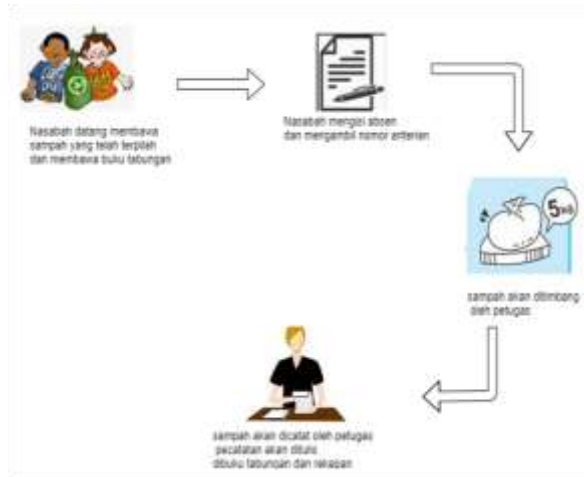 Nasabah datang membawa
sampah yang telah terpilah
dan membawa buku tabungan
Nasabah mengisi absen
dan mengambil nomor anterian
5
sampah akan ditimbang
oleh petugas
sampah akan dicatat oleh petugas
pecatatan akan ditulis
dibuku tabungan dan rekapan